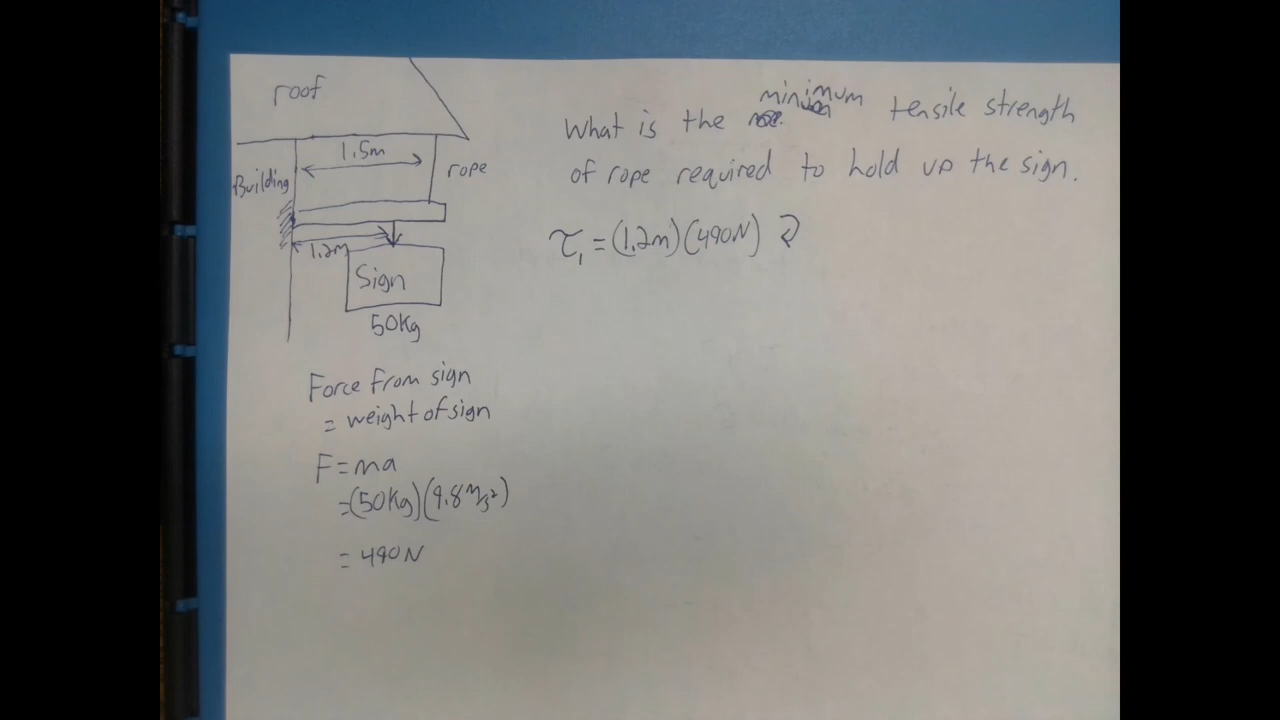 roof
1.5m
rope
Building
1.2m
Sign
50Kg
What is the minimum tensile strength
of rope required to hold up the sign.
τ₁ = (1.2m)(490N) ⤵
Force from sign
= weight of sign
F = ma
=(50Kg)(9.8 m/s²)
= 490N